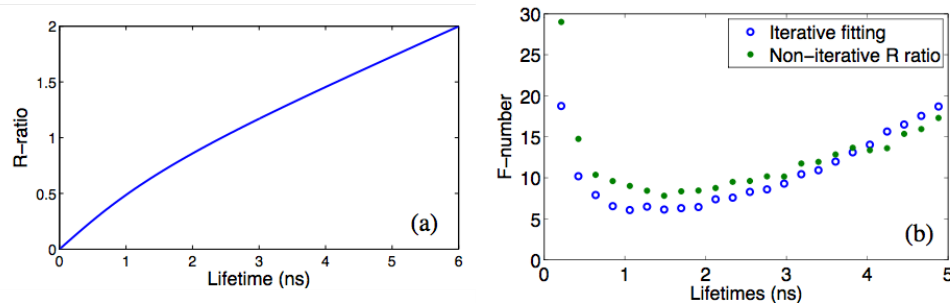 2
1.5
1
0.5
0
R-ratio
0 1 2 3 4 5 6
Lifetime (ns)
(a)
30
25
20
15
10
5
0
F-number
Iterative fitting
Non-iterative R ratio
0 1 2 3 4 5
Lifetimes (ns)
(b)